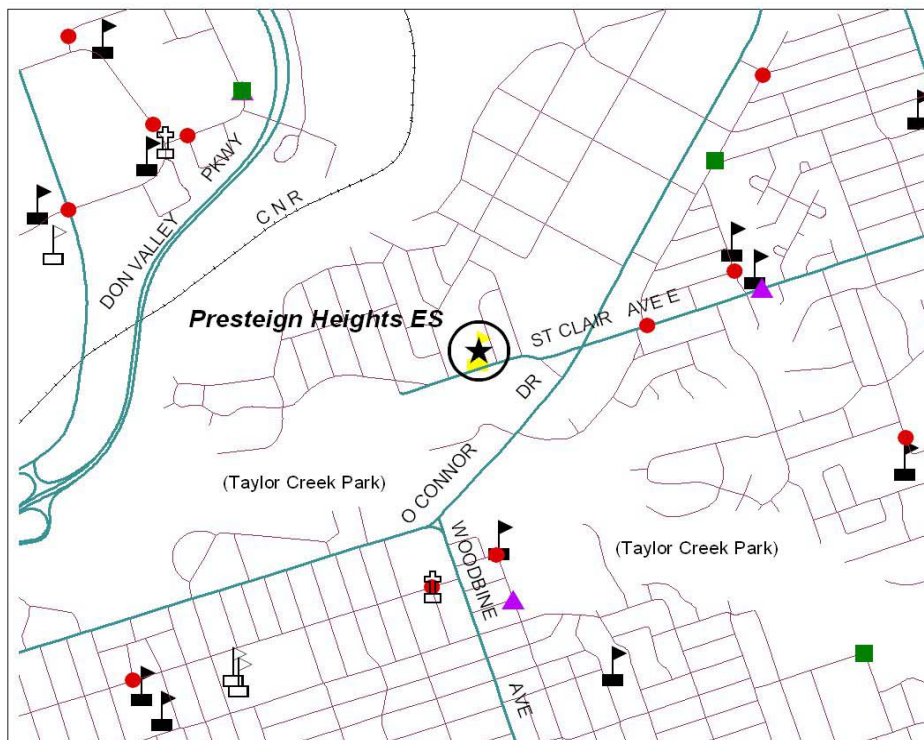 DON VALLEY PKWY
C N R
Presteign Heights ES
ST CLAIR AVE E
O CONNOR DR
(Taylor Creek Park)
WOODBINE AVE
(Taylor Creek Park)